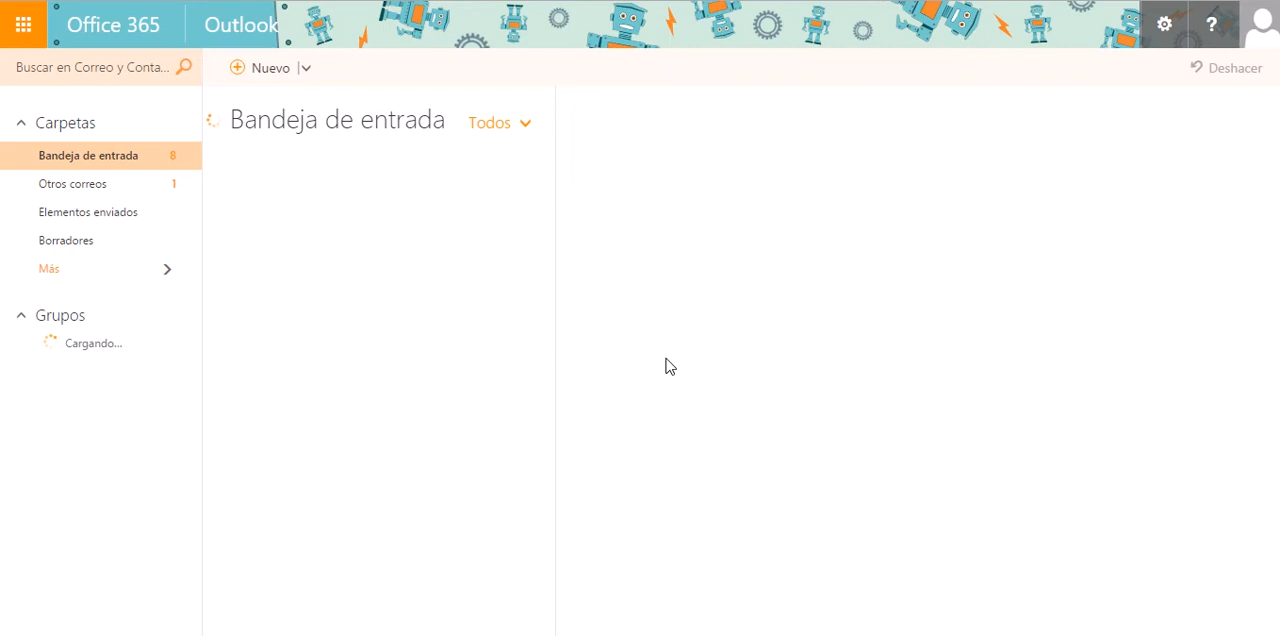 Office 365 Outlook
Buscar en Correo y Conta... Nuevo Deshacer
Carpetas
Bandeja de entrada 8
Otros correos 1
Elementos enviados
Borradores
Más
Grupos
Cargando...
Bandeja de entrada Todos
?